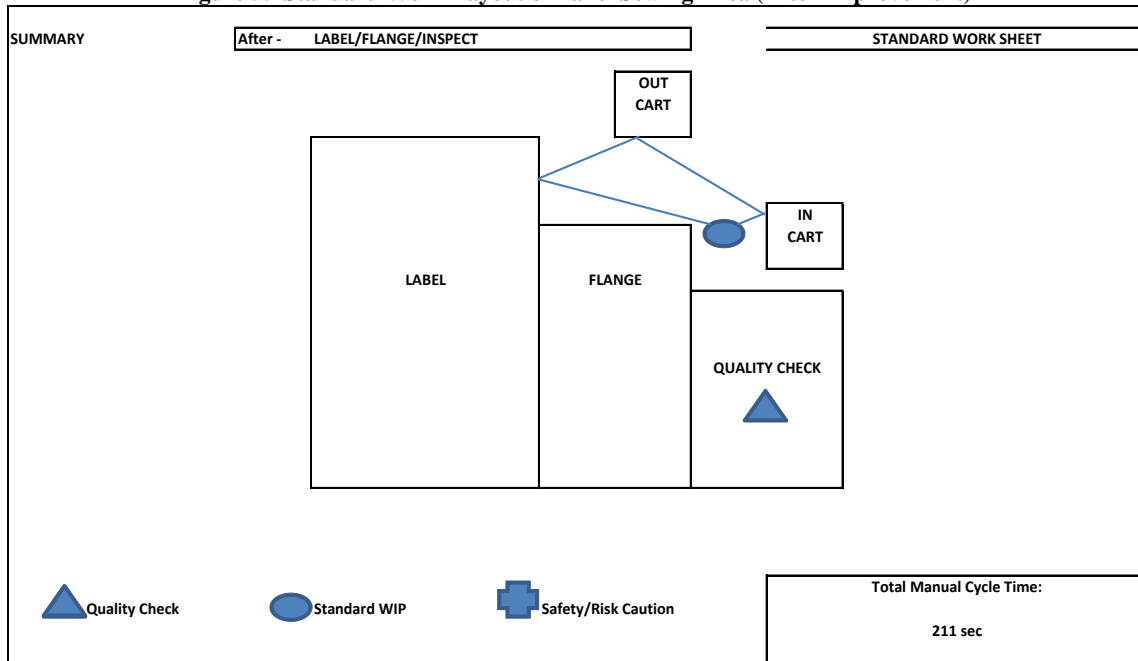 SUMMARY
After - LABEL/FLANGE/INSPECT
STANDARD WORK SHEET
OUT
CART
IN
CART
LABEL
FLANGE
QUALITY CHECK
Quality Check
Standard WIP
Safety/Risk Caution
Total Manual Cycle Time:
211 sec